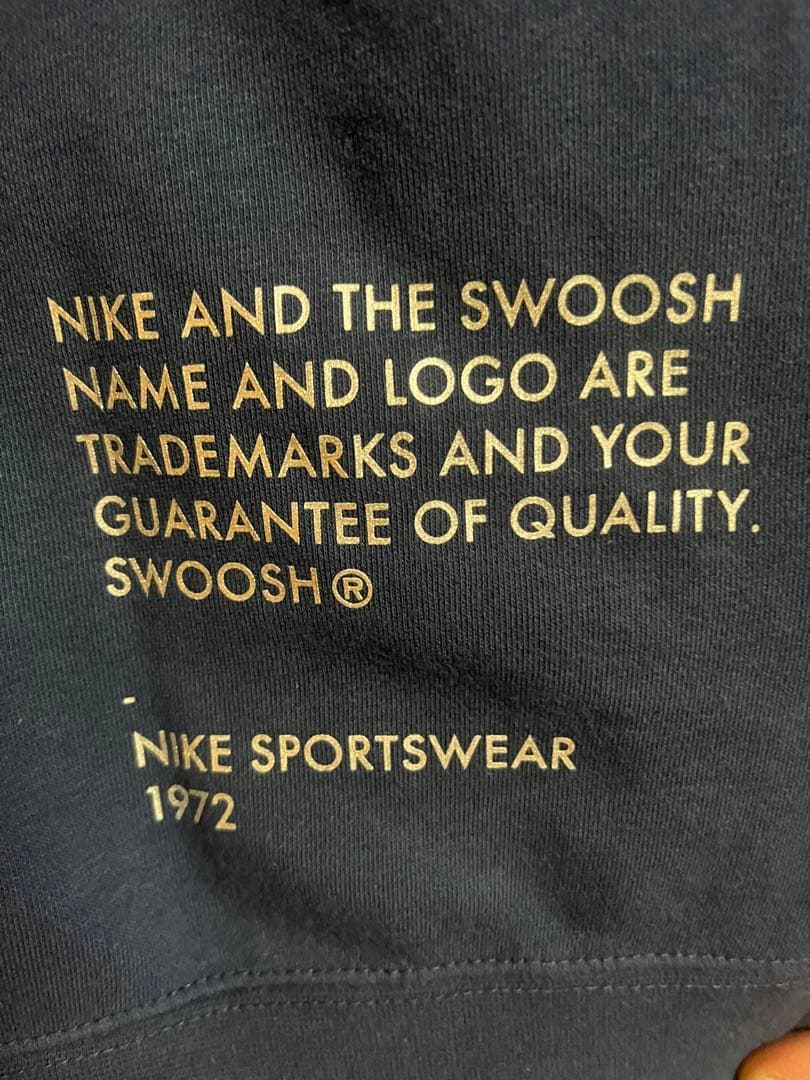 NIKE AND THE SWOOSH
NAME AND LOGO ARE
TRADEMARKS AND YOUR
GUARANTEE OF QUALITY.
SWOOSH®
-
NIKE SPORTSWEAR
1972